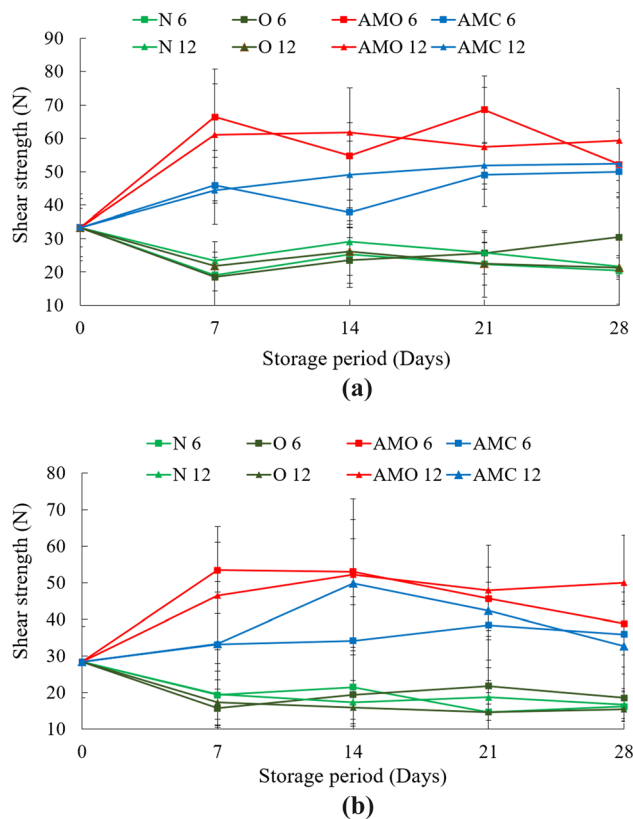 N 6 O 6 AMO 6 AMC 6
N 12 O 12 AMO 12 AMC 12
90
80
70
60
50
40
30
20
10
Shear strength (N)
0 7 14 21 28
Storage period (Days)
(a)
N 6 O 6 AMO 6 AMC 6
N 12 O 12 AMO 12 AMC 12
80
70
60
50
40
30
20
10
Shear strength (N)
0 7 14 21 28
Storage period (Days)
(b)